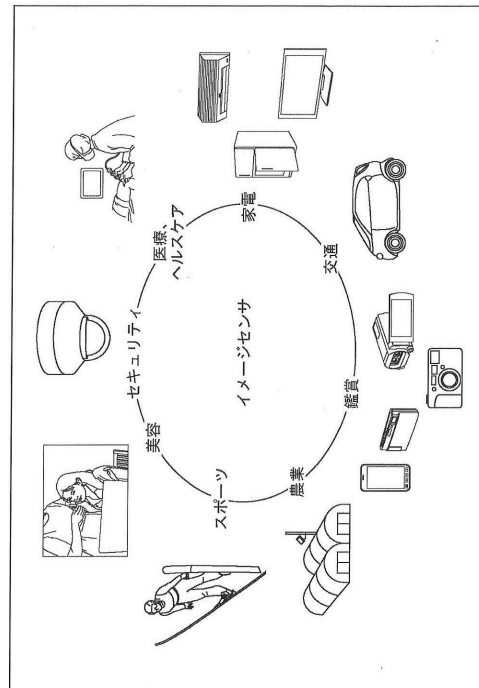 イメージセンサ
セキュリティ
医療、
ヘルスケア
家電
交通
鑑賞
農業
スポーツ
美容